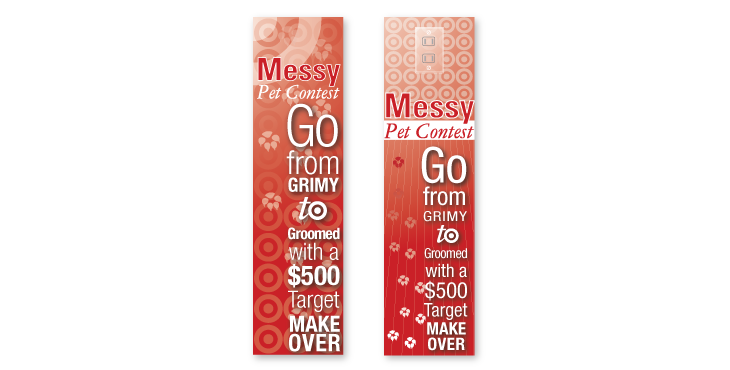 Messy
Pet Contest
Go
from
GRIMY
to
Groomed
with a
$500
Target
MAKE
OVER
Messy
Pet Contest
Go
from
GRIMY
to
Groomed
with a
$500
Target
MAKE
OVER